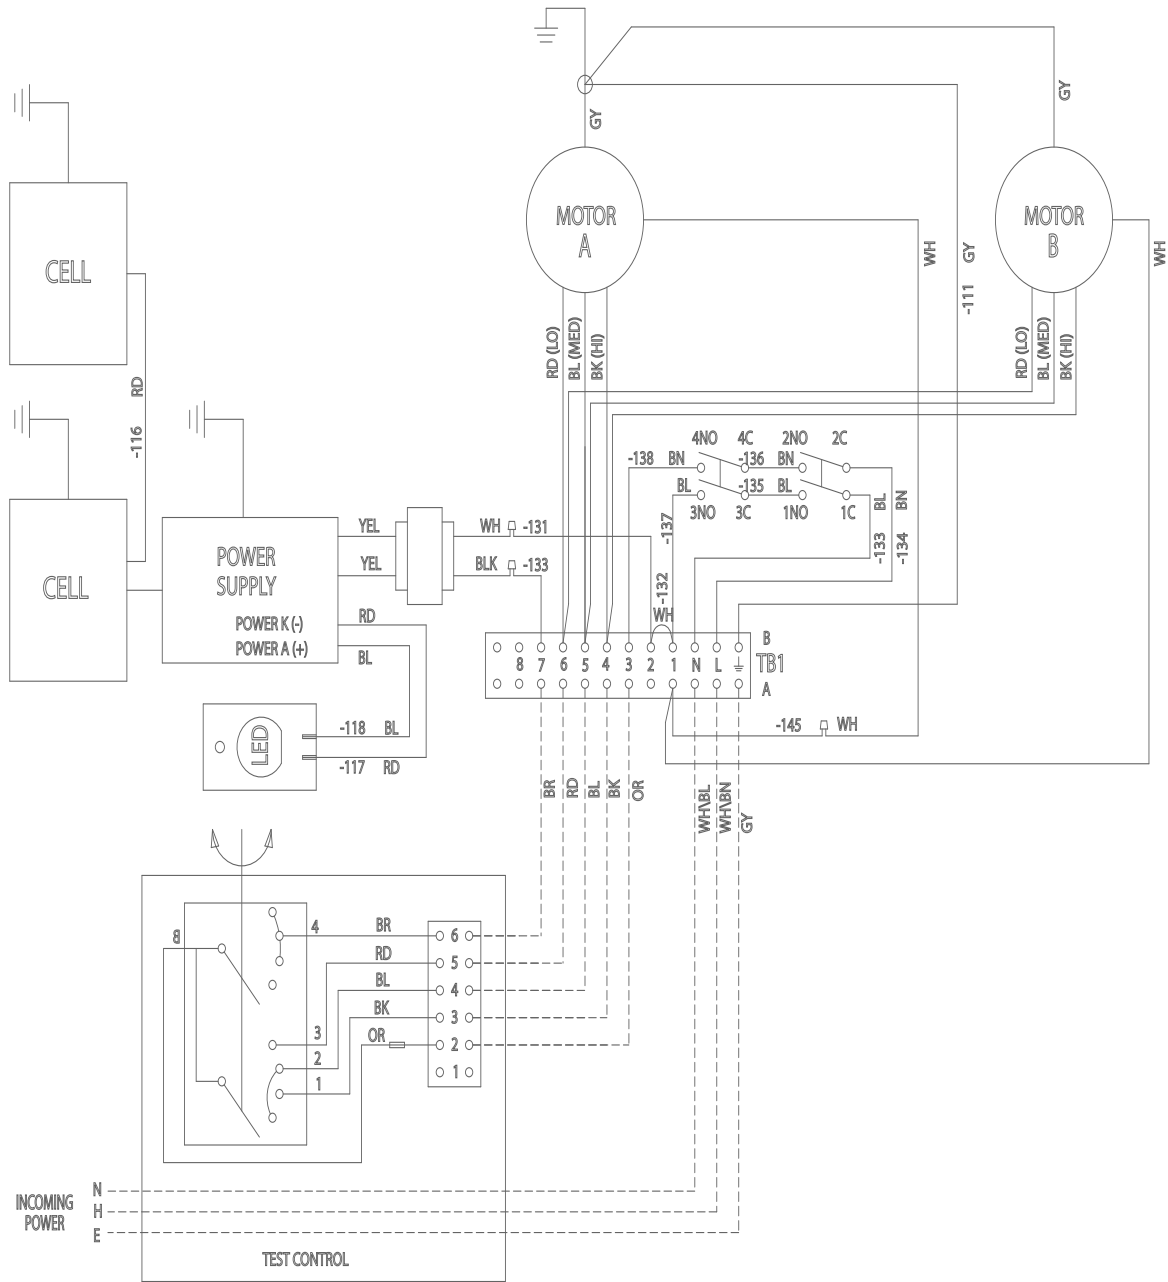 GY
GY
MOTOR
A
MOTOR
B
WH
GY
-111
WH
CELL
RD (LO)
BL (MED)
BK (HI)
RD (LO)
BL (MED)
BK (HI)
RD
-116
4NO 4C 2NO 2C
-138 BN -136 BN
BL -135 BL
3NO 3C 1NO 1C
BL BN
-133 -134
-137
YEL WH -131
YEL BLK -133
POWER
SUPPLY
CELL
-132
WH
POWER K (-)
POWER A (+)
RD
BL
B
8 7 6 5 4 3 2 1 N L
TB1
A
-145 WH
LED
-118 BL
-117 RD
BR
RD
BL
BK
OR
WH\BL
WH\BN
GY
B
4 BR 6
RD 5
BL 4
BK 3
3 OR 2
2
1
1
INCOMING
POWER
N
H
E
TEST CONTROL